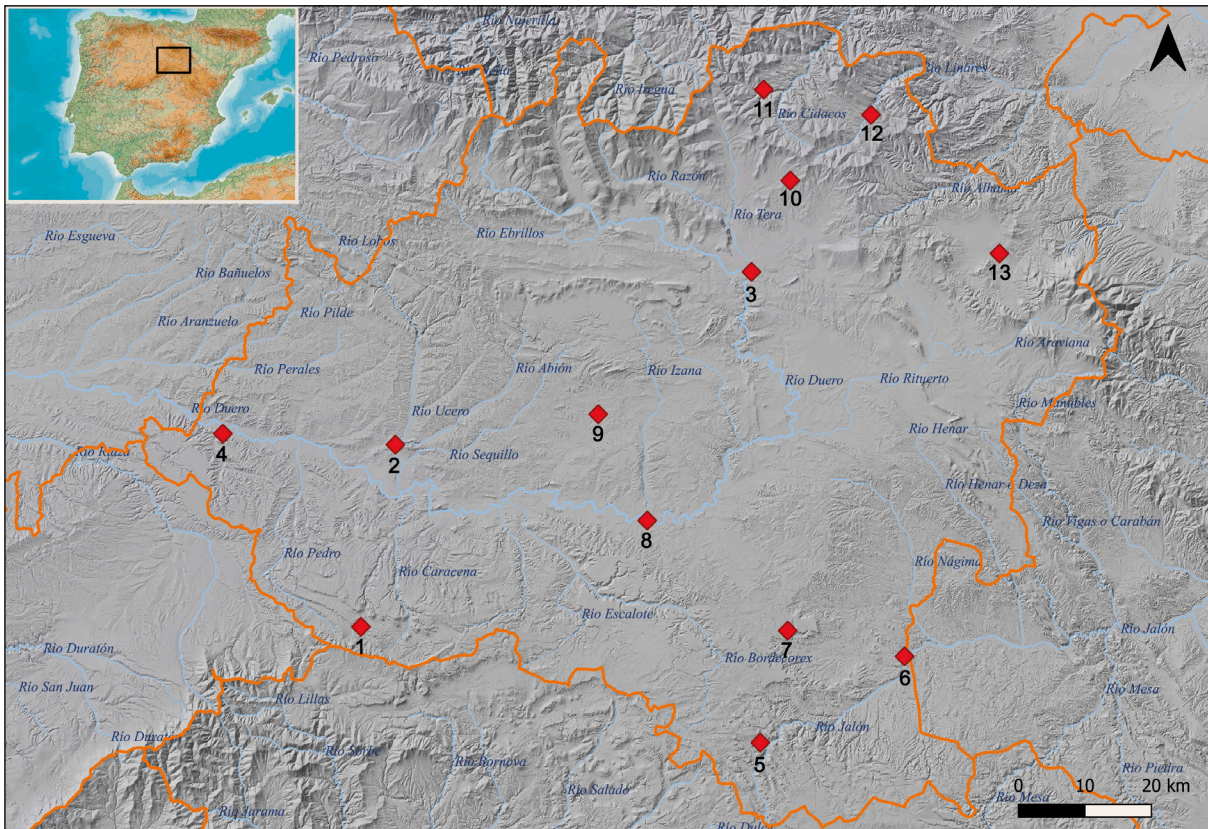 Río Najerilla
Río Pedroso
Río Iregua
Río Linares
11
Río Cidacos
12
Río Razón
10
Río Alhama
Río Tera
Río Esgueva
Río Lobos
Río Ebrillos
13
Río Bañuelos
3
Río Pilde
Río Aranzuelo
Río Araviana
Río Perales
Río Abión
Río Izana
Río Duero
Río Rituerto
Río Manubles
Río Duero
Río Ucero
9
Río Henar
4
Río Riaza
2
Río Sequillo
Río Henar o Deza
8
Río Vigas o Carabán
Río Pedro
Río Caracena
Río Nágima
Río Escalote
1
7
Río Jalón
Río Duratón
Río Bordecorex
6
Río San Juan
Río Lillas
Río Mesa
Río Jalón
Río Duratón
Río Sorbe
Río Bornova
5
Río Salado
Río Piedra
0 10 20 km
Río Mesa
Río Jarama
Río Dulce